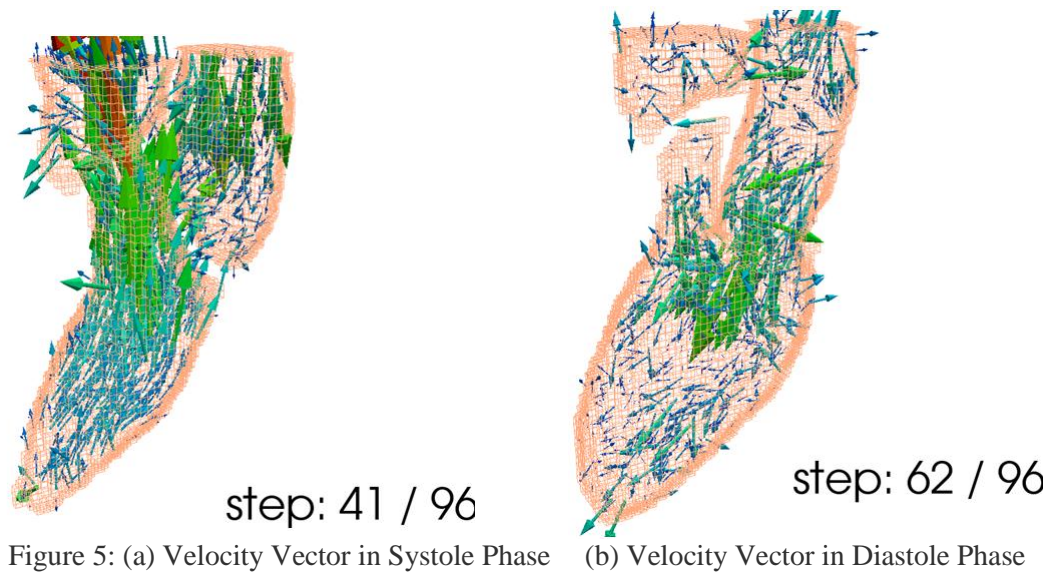 step: 41 / 96
step: 62 / 96
Figure 5: (a) Velocity Vector in Systole Phase (b) Velocity Vector in Diastole Phase